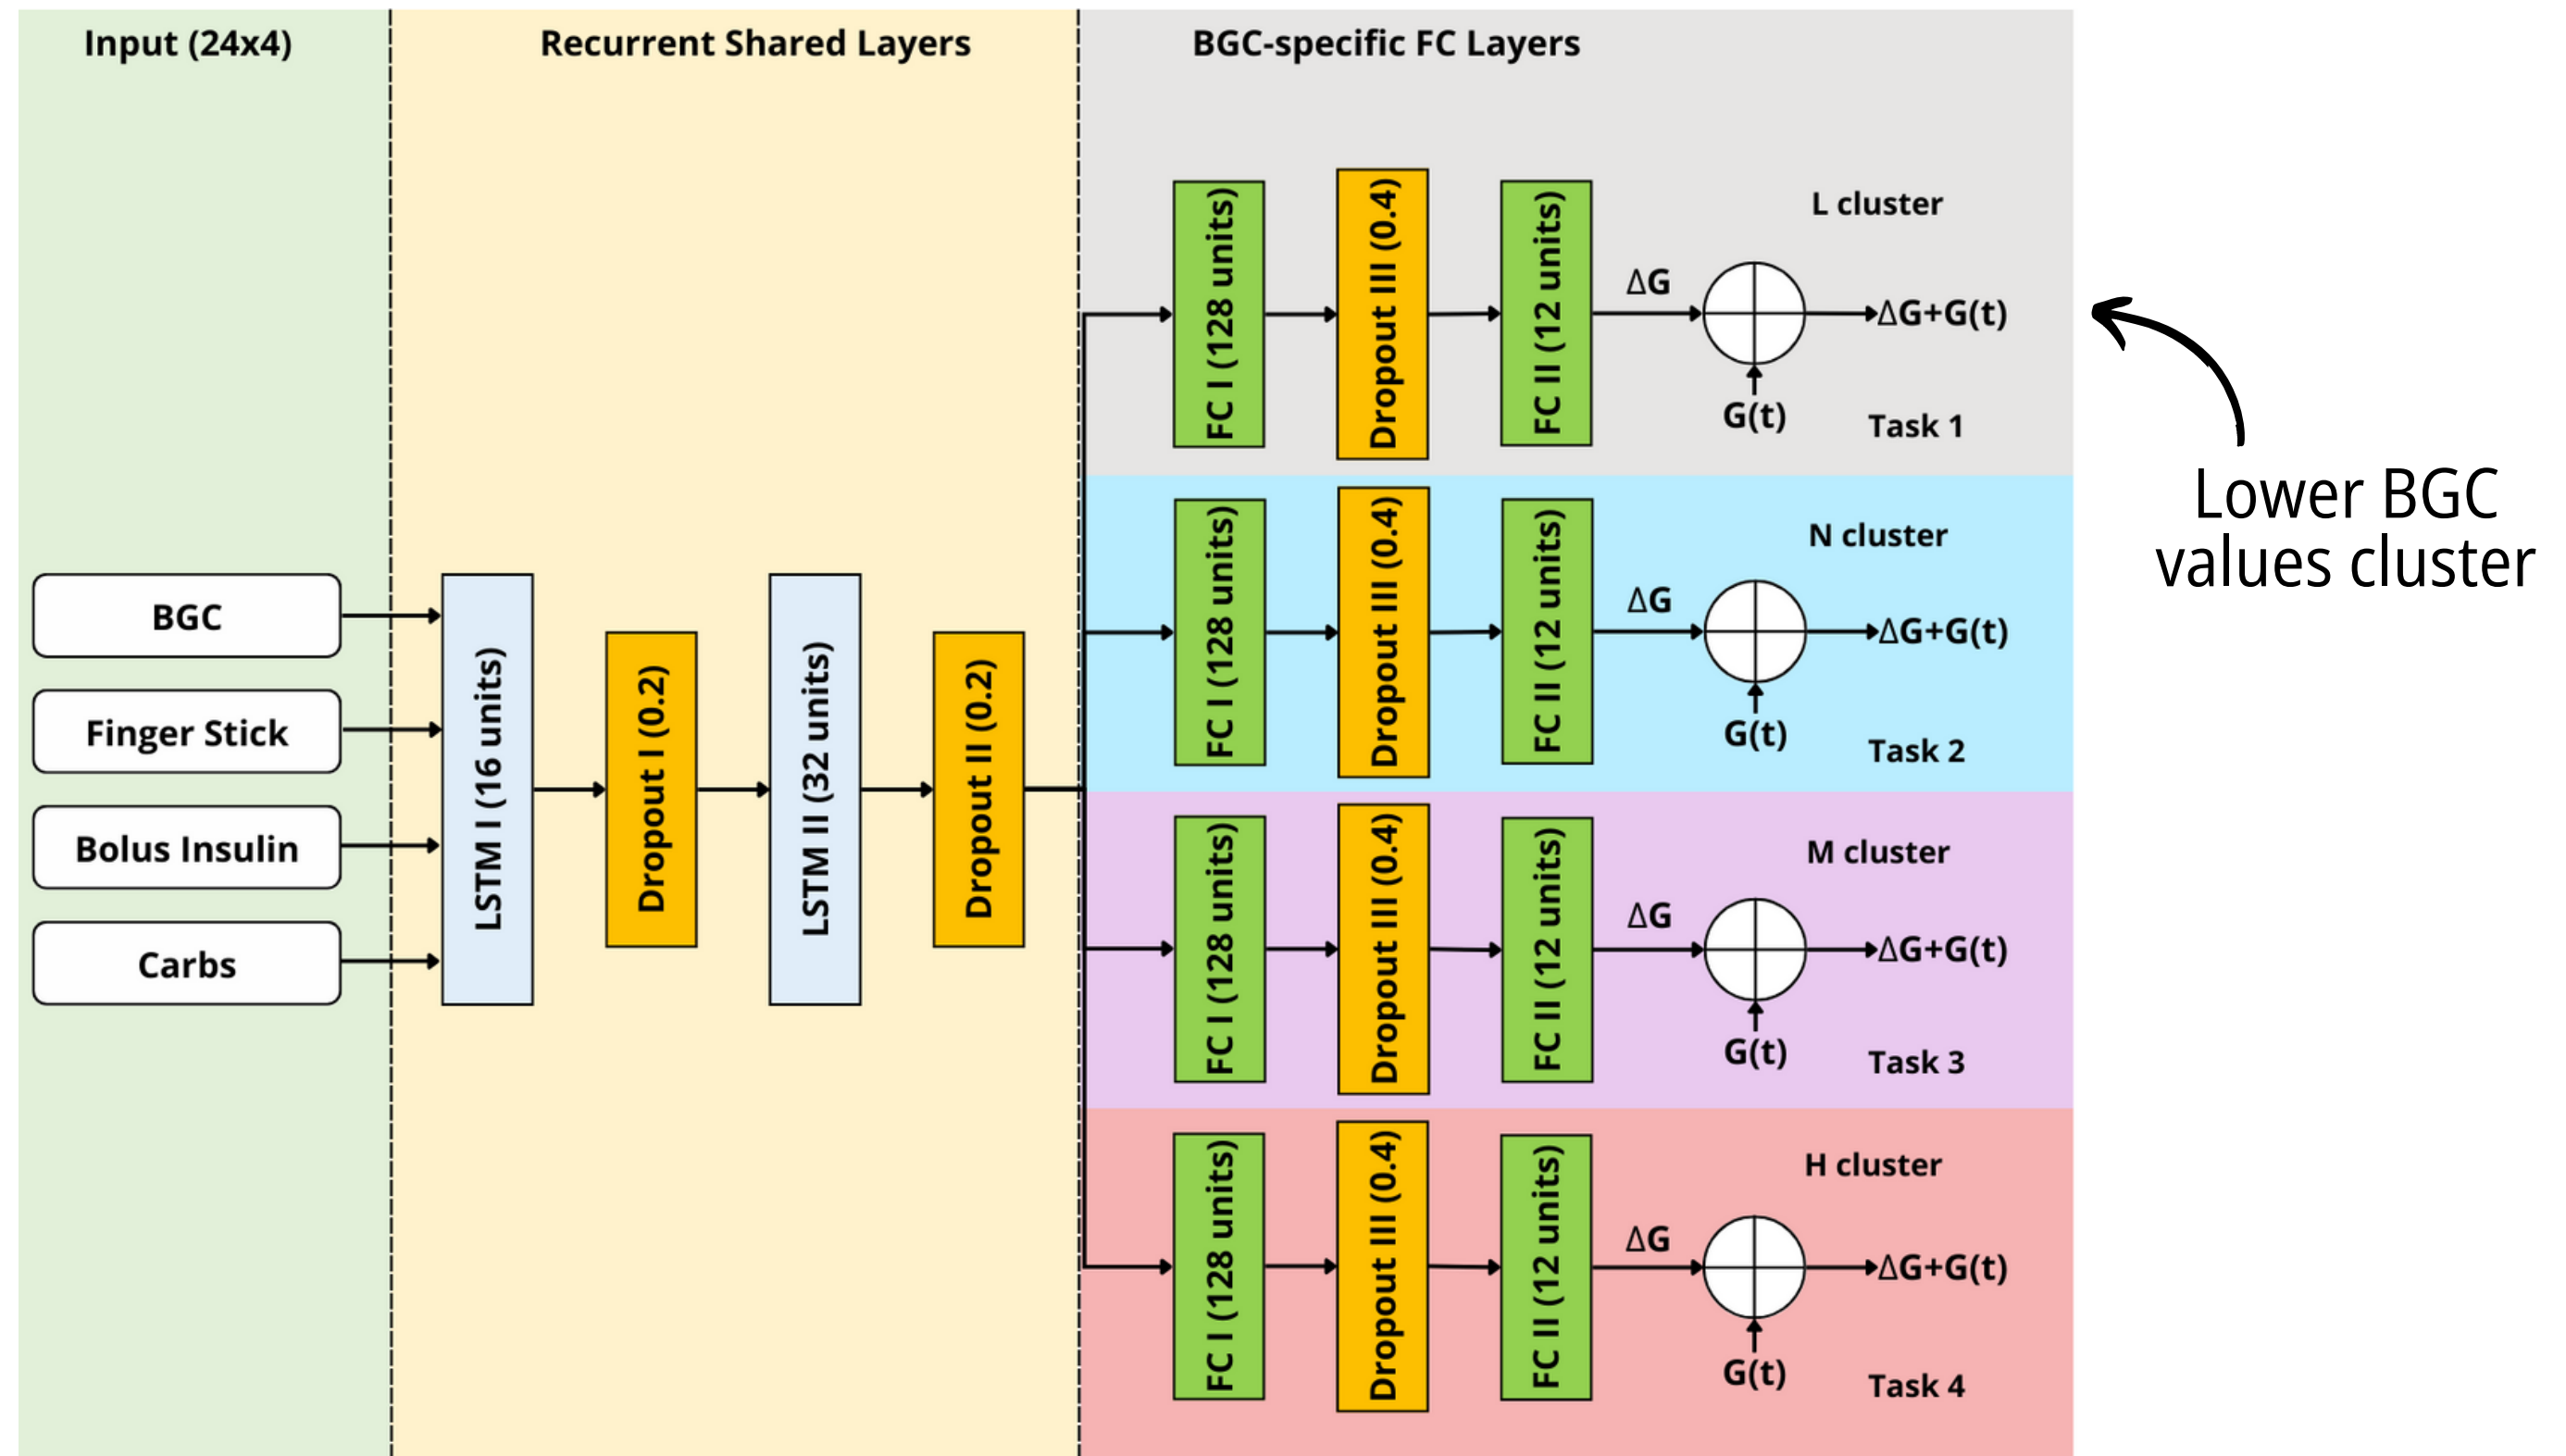 Input (24x4)
Recurrent Shared Layers
BGC-specific FC Layers
BGC
Finger Stick
Bolus Insulin
Carbs
LSTM I (16 units)
Dropout I (0.2)
LSTM II (32 units)
Dropout II (0.2)
FC I (128 units)
Dropout III (0.4)
FC II (12 units)
ΔG
L cluster
ΔG+G(t)
G(t)
Task 1
FC I (128 units)
Dropout III (0.4)
FC II (12 units)
ΔG
N cluster
ΔG+G(t)
G(t)
Task 2
FC I (128 units)
Dropout III (0.4)
FC II (12 units)
ΔG
M cluster
ΔG+G(t)
G(t)
Task 3
FC I (128 units)
Dropout III (0.4)
FC II (12 units)
ΔG
H cluster
ΔG+G(t)
G(t)
Task 4
Lower BGC
values cluster